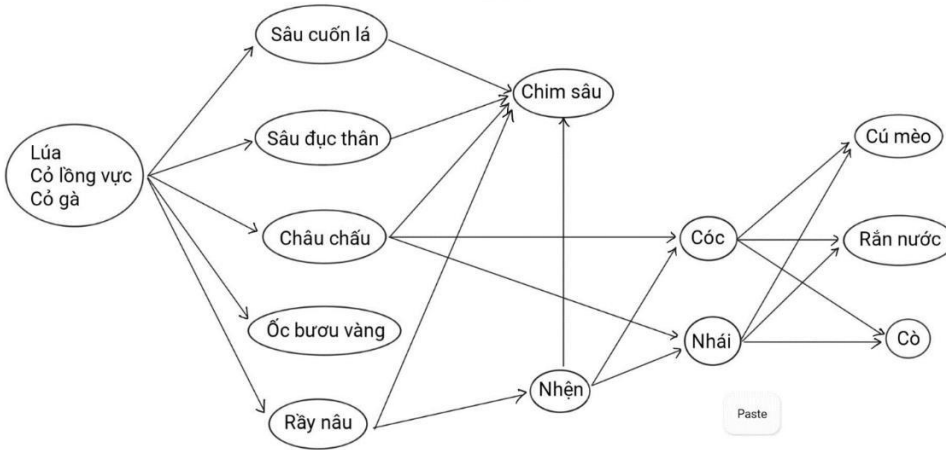 Lúa
Cỏ lồng vực
Cỏ gà
Sâu cuốn lá
Sâu đục thân
Châu chấu
Ốc bươu vàng
Rầy nâu
Chim sâu
Nhện
Cóc
Nhái
Cú mèo
Rắn nước
Cò
Paste